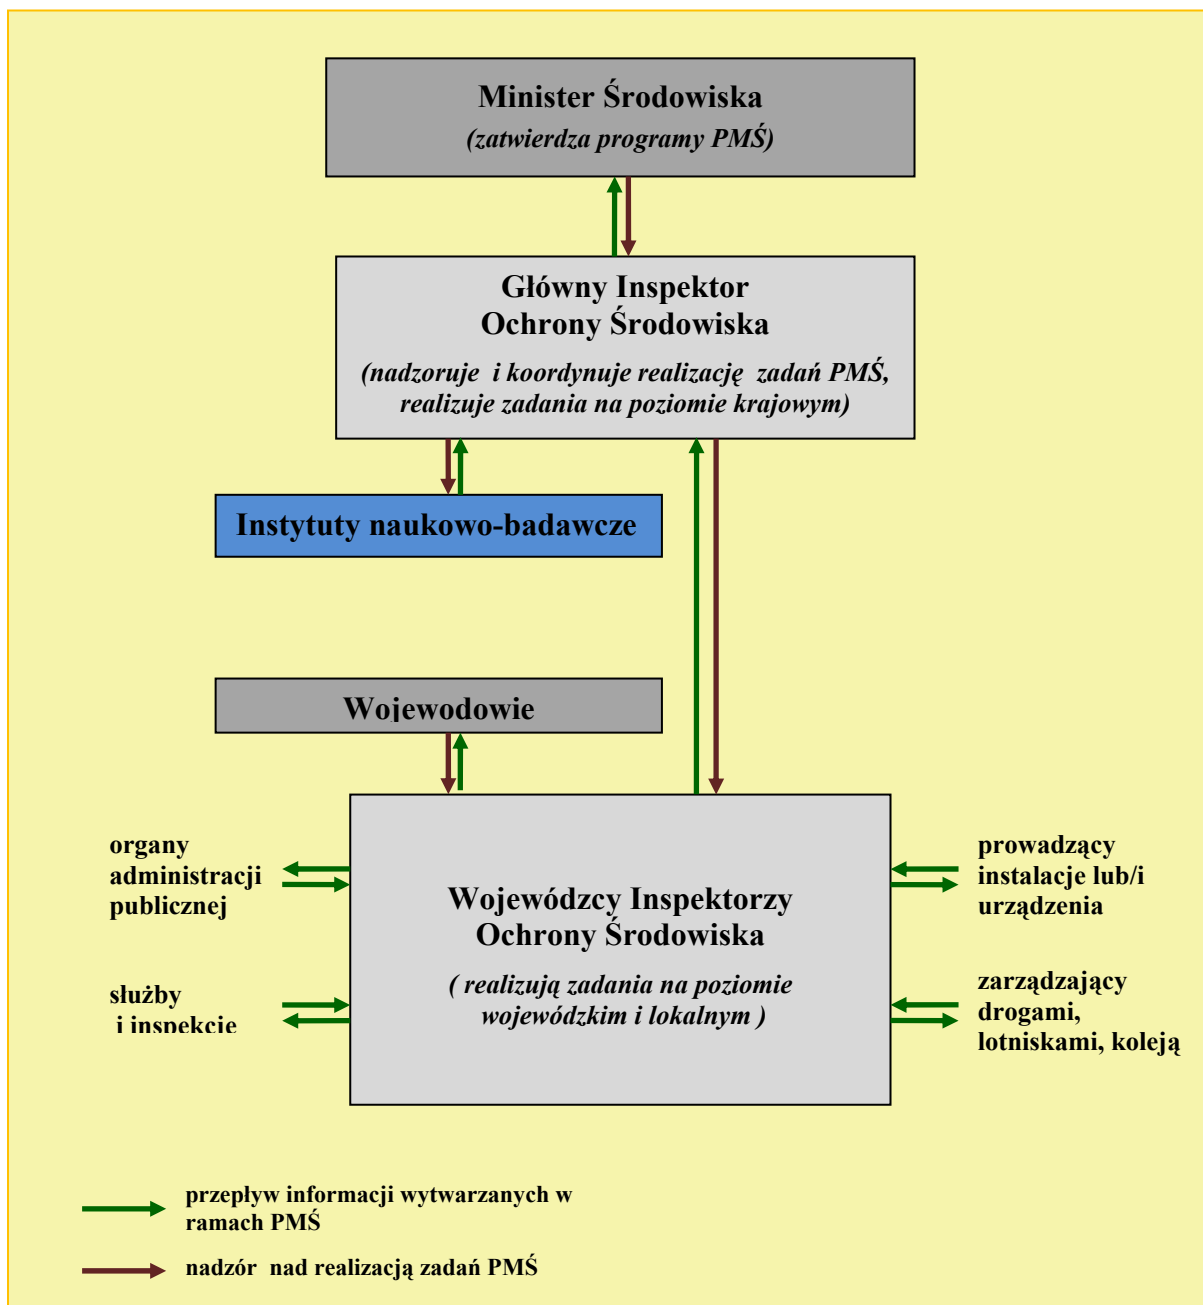 Minister Środowiska
(zatwierdza programy PMŚ)
Główny Inspektor
Ochrony Środowiska
(nadzoruje i koordynuje realizację zadań PMŚ,
realizuje zadania na poziomie krajowym)
Instytuty naukowo-badawcze
Wojewodowie
organy
administracji
publicznej
służby
i inspekcje
Wojewódzcy Inspektorzy
Ochrony Środowiska
( realizują zadania na poziomie
wojewódzkim i lokalnym )
prowadzący
instalacje lub/i
urządzenia
zarządzający
drogami,
lotniskami, koleją
przepływ informacji wytwarzanych w
ramach PMŚ
nadzór nad realizacją zadań PMŚ